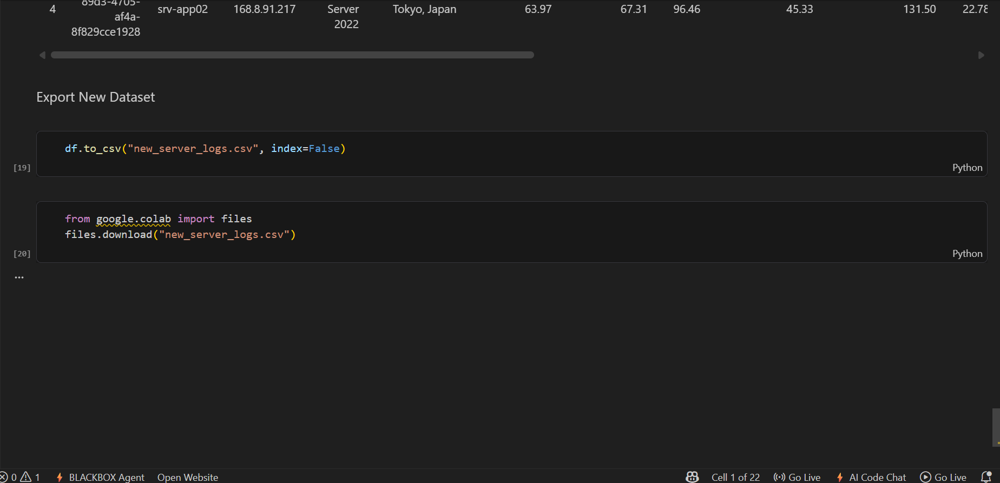 89d3-4705-
4 af4a- srv-app02 168.8.91.217 Server Tokyo, Japan 63.97 67.31 96.46 45.33 131.50 22.78
8f829cce1928 2022
Export New Dataset
df.to_csv("new_server_logs.csv", index=False)
[19]
Python
from google.colab import files
files.download("new_server_logs.csv")
[20]
Python
...
0 1 BLACKBOX Agent Open Website Cell 1 of 22 Go Live AI Code Chat Go Live